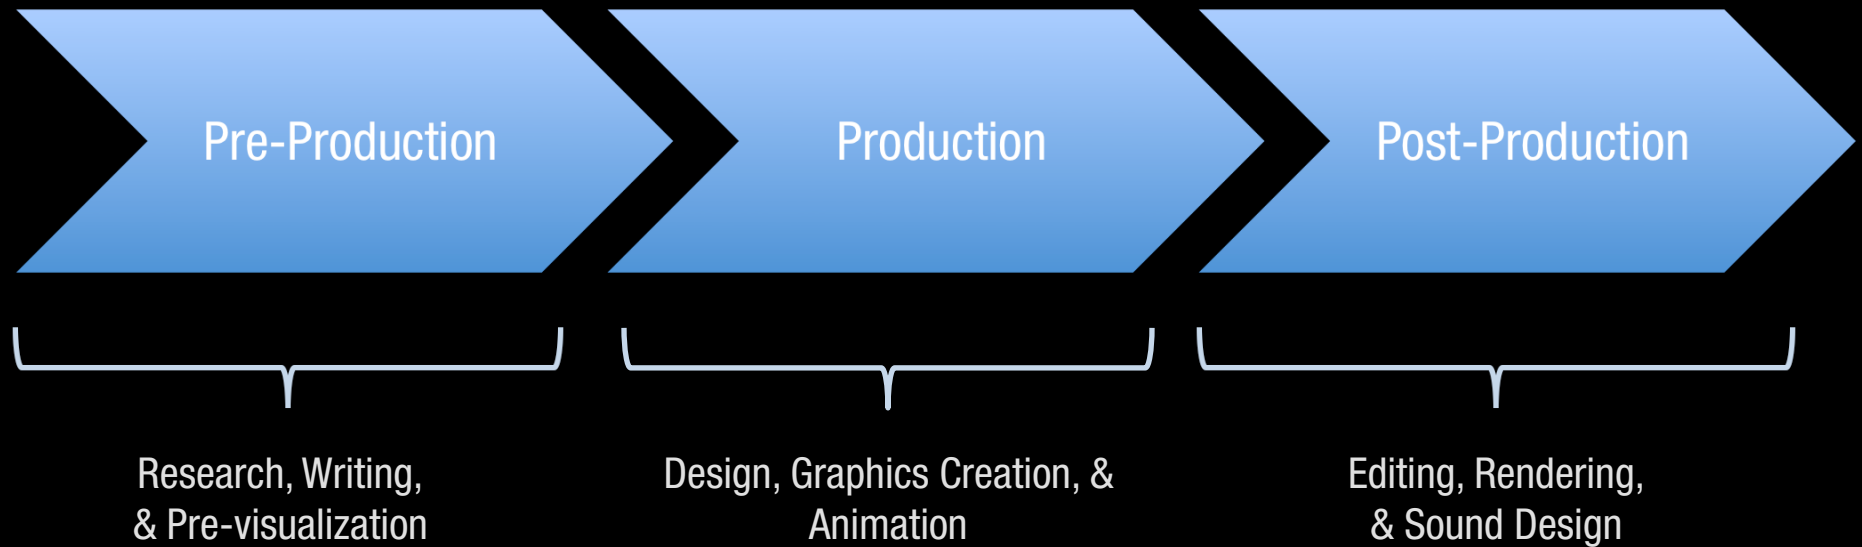 Pre-Production
Production
Post-Production
Research, Writing,
& Pre-visualization
Design, Graphics Creation, &
Animation
Editing, Rendering,
& Sound Design